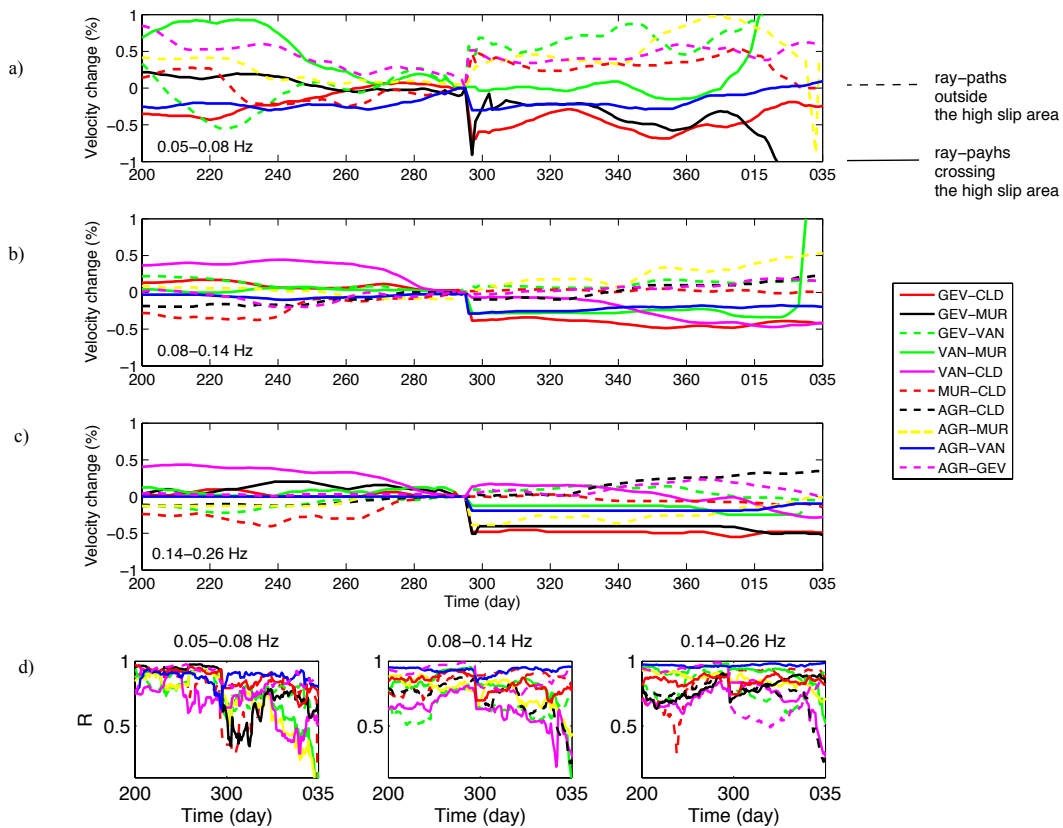 a)
Velocity change (%)
1
0.5
0
−0.5
−1
0.05−0.08 Hz
200 220 240 260 280 300 320 340 360 015 035
ray−paths
outside
the high slip area
ray−payhs
crossing
the high slip area
b)
Velocity change (%)
1
0.5
0
−0.5
−1
0.08−0.14 Hz
200 220 240 260 280 300 320 340 360 015 035
c)
Velocity change (%)
1
0.5
0
−0.5
−1
0.14−0.26 Hz
200 220 240 260 280 300 320 340 360 015 035
Time (day)
GEV−CLD
GEV−MUR
GEV−VAN
VAN−MUR
VAN−CLD
MUR−CLD
AGR−CLD
AGR−MUR
AGR−VAN
AGR−GEV
d)
0.05−0.08 Hz
R
1
0.5
200 300 035
Time (day)
0.08−0.14 Hz
1
0.5
200 300 035
Time (day)
0.14−0.26 Hz
1
0.5
200 300 035
Time (day)